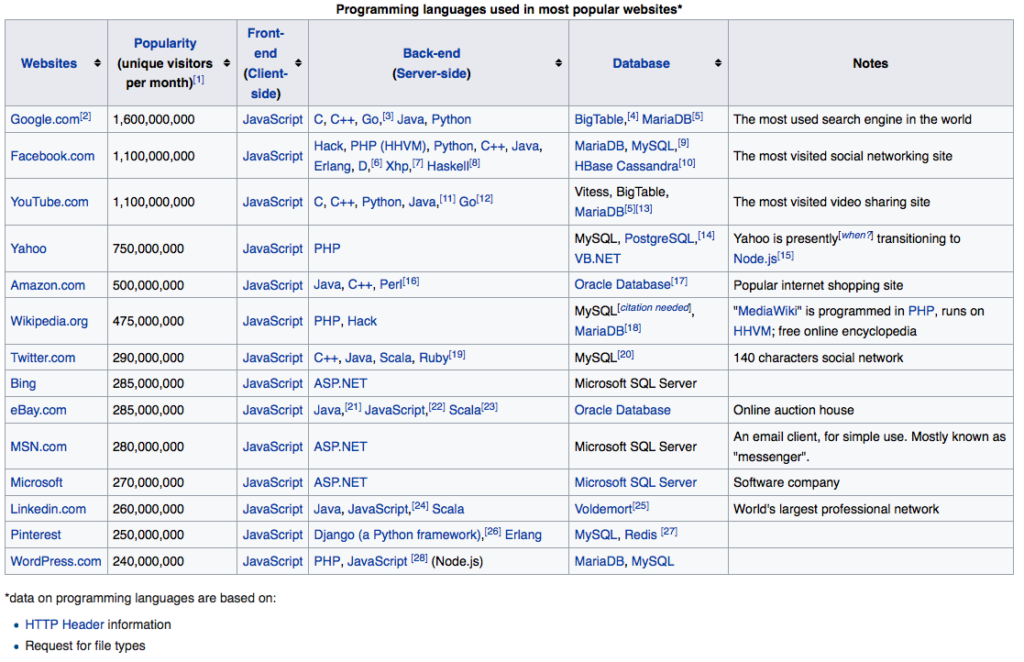 Programming languages used in most popular websites*
Websites
Popularity
(unique visitors
per month)[1]
Front-
end
(Client-
side)
Back-end
(Server-side)
Database
Notes
Google.com[2] 1,600,000,000 JavaScript C, C++, Go,[3] Java, Python BigTable,[4] MariaDB[5] The most used search engine in the world
Facebook.com 1,100,000,000 JavaScript Hack, PHP (HHVM), Python, C++, Java,
Erlang, D,[6] Xhp,[7] Haskell[8]
MariaDB, MySQL,[9]
HBase Cassandra[10]
The most visited social networking site
YouTube.com 1,100,000,000 JavaScript C, C++, Python, Java,[11] Go[12]
Vitess, BigTable,
MariaDB[5][13]
The most visited video sharing site
Yahoo 750,000,000 JavaScript PHP
MySQL, PostgreSQL,[14]
VB.NET
Yahoo is presently[when?] transitioning to
Node.js[15]
Amazon.com 500,000,000 JavaScript Java, C++, Perl[16] Oracle Database[17] Popular internet shopping site
Wikipedia.org 475,000,000 JavaScript PHP, Hack
MySQL[citation needed],
MariaDB[18]
"MediaWiki" is programmed in PHP, runs on
HHVM; free online encyclopedia
Twitter.com 290,000,000 JavaScript C++, Java, Scala, Ruby[19] MySQL[20] 140 characters social network
Bing 285,000,000 JavaScript ASP.NET Microsoft SQL Server
eBay.com 285,000,000 JavaScript Java,[21] JavaScript,[22] Scala[23] Oracle Database Online auction house
MSN.com 280,000,000 JavaScript ASP.NET Microsoft SQL Server
An email client, for simple use. Mostly known as
"messenger".
Microsoft 270,000,000 JavaScript ASP.NET Microsoft SQL Server Software company
Linkedin.com 260,000,000 JavaScript Java, JavaScript,[24] Scala Voldemort[25] World's largest professional network
Pinterest 250,000,000 JavaScript Django (a Python framework),[26] Erlang MySQL, Redis [27]
WordPress.com 240,000,000 JavaScript PHP, JavaScript [28] (Node.js) MariaDB, MySQL
*data on programming languages are based on:
• HTTP Header information
• Request for file types